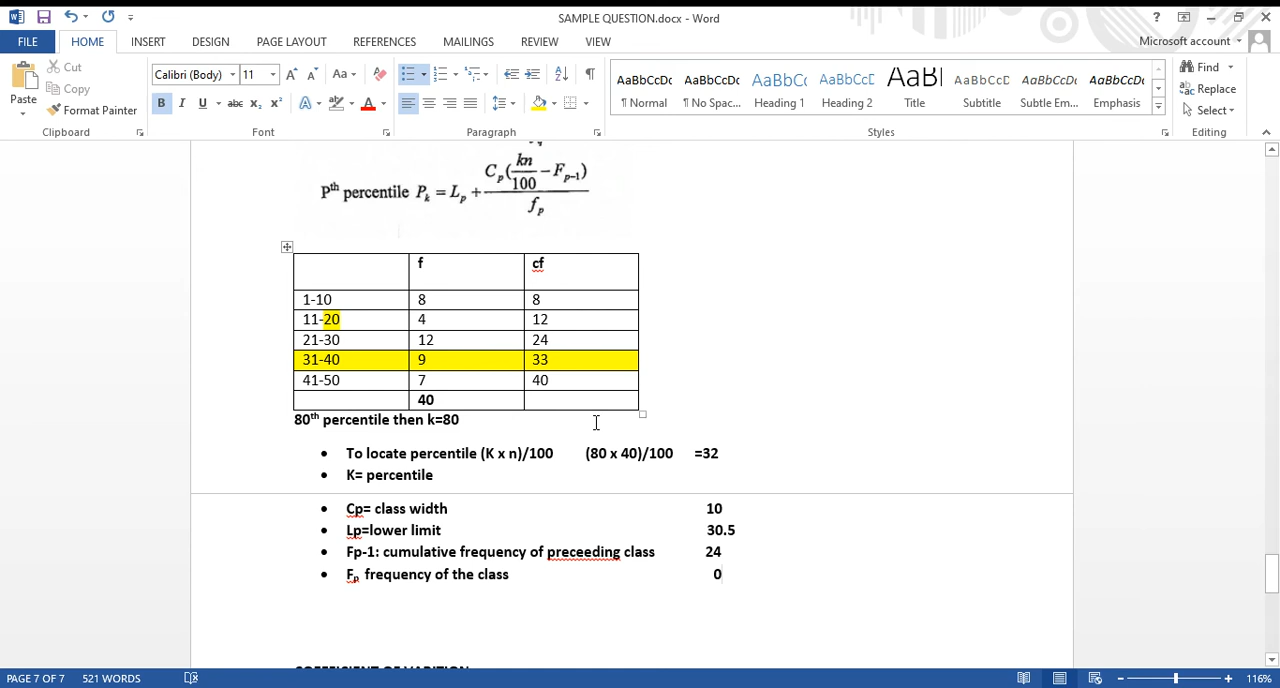 SAMPLE QUESTION.docx - Word
FILE HOME INSERT DESIGN PAGE LAYOUT REFERENCES MAILINGS REVIEW VIEW Microsoft account
Paste Cut Copy Format Painter
Calibri (Body) 11
AaBbCcDc AaBbCcDc AaBbCc AaBbCcC AaBl AaBbCcC AaBbCcDc AaBbCcDc
¶ Normal ¶ No Spac... Heading 1 Heading 2 Title Subtitle Subtle Em... Emphasis
Find
Replace
Select
Clipboard Font Paragraph Styles Editing
Pth percentile Pk = Lp + Cp(kn/100 − Fp-1)/fp
f cf
1-10 8 8
11-20 4 12
21-30 12 24
31-40 9 33
41-50 7 40
40
80th percentile then k=80
• To locate percentile (K x n)/100 (80 x 40)/100 =32
• K= percentile
• Cp= class width 10
• Lp=lower limit 30.5
• Fp-1: cumulative frequency of preceeding class 24
• Fp frequency of the class 0
PAGE 7 OF 7 521 WORDS 116%